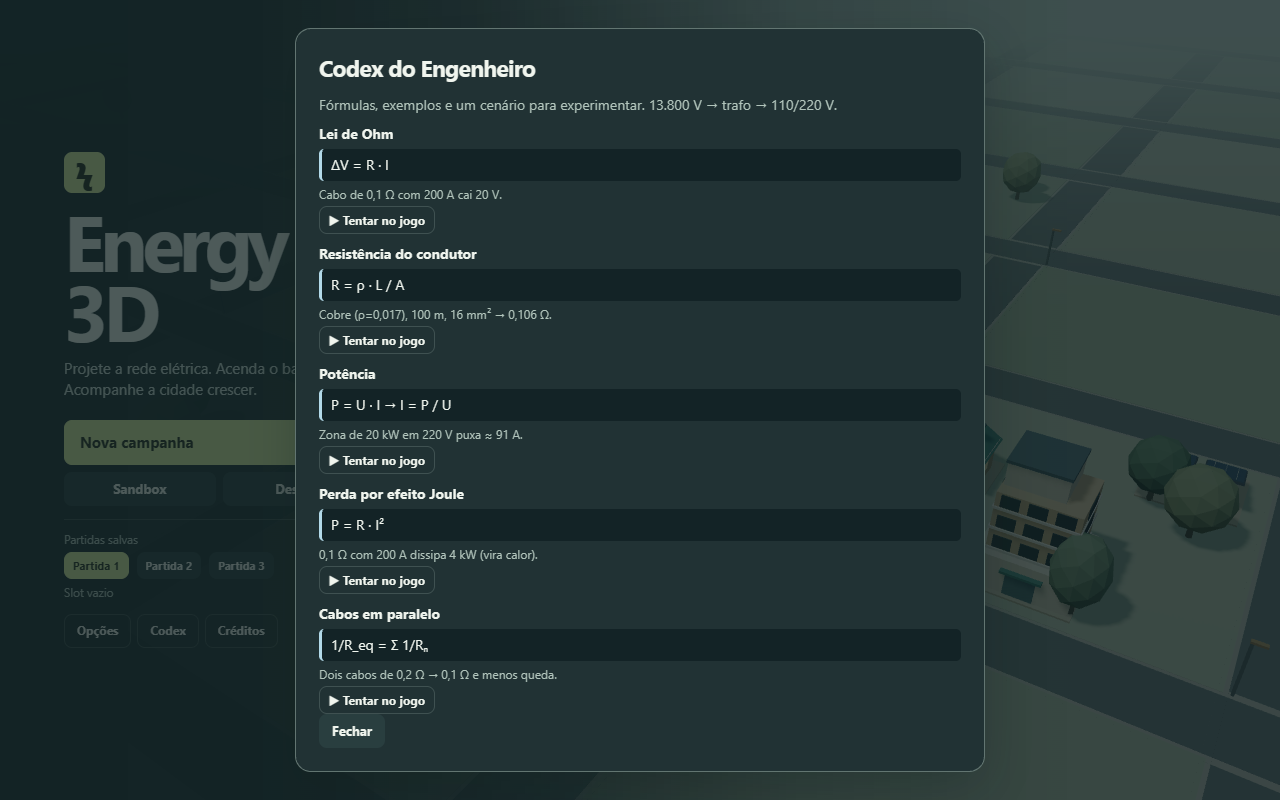 Codex do Engenheiro
Fórmulas, exemplos e um cenário para experimentar. 13.800 V → trafo → 110/220 V.
Lei de Ohm
ΔV = R · I
Cabo de 0,1 Ω com 200 A cai 20 V.
▶ Tentar no jogo
Resistência do condutor
R = ρ · L / A
Cobre (ρ=0,017), 100 m, 16 mm² → 0,106 Ω.
▶ Tentar no jogo
Potência
P = U · I → I = P / U
Zona de 20 kW em 220 V puxa ≈ 91 A.
▶ Tentar no jogo
Perda por efeito Joule
P = R · I²
0,1 Ω com 200 A dissipa 4 kW (vira calor).
▶ Tentar no jogo
Cabos em paralelo
1/R_eq = Σ 1/Rₙ
Dois cabos de 0,2 Ω → 0,1 Ω e menos queda.
▶ Tentar no jogo
Fechar
Energy
3D
Projete a rede elétrica. Acenda o
Acompanhe a cidade crescer.
Nova campanha
Sandbox
Partidas salvas
Partida 1 Partida 2 Partida 3
Slot vazio
Opções Codex Créditos